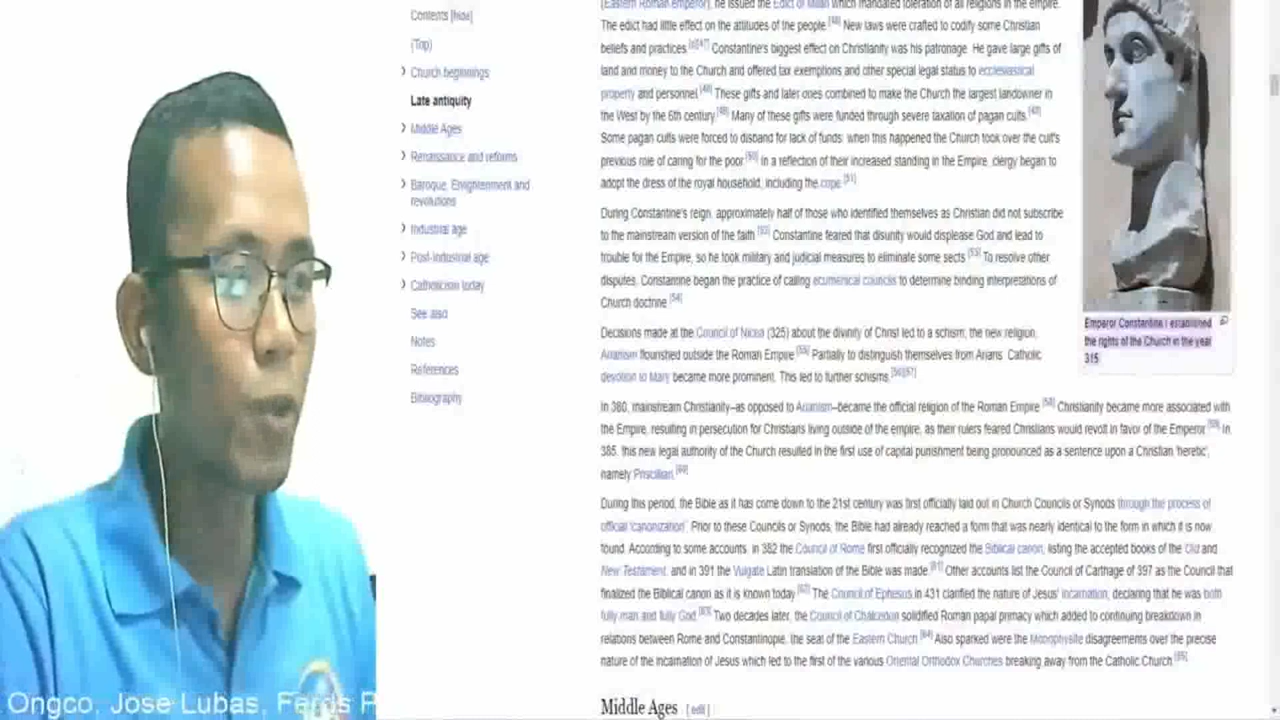 Contents [hide]
(Top)
Church beginnings
Late antiquity
Middle Ages
Renaissance and reforms
Baroque, Enlightenment and
revolutions
Industrial age
Post-Industrial age
Catholicism today
See also
Notes
References
Bibliography
(Eastern Roman emperor), he issued the Edict of Milan which mandated toleration of all religions in the empire.
The edict had little effect on the attitudes of the people.[46] New laws were crafted to codify some Christian
beliefs and practices.[n][47] Constantine's biggest effect on Christianity was his patronage. He gave large gifts of
land and money to the Church and offered tax exemptions and other special legal status to ecclesiastical
property and personnel.[48] These gifts and later ones combined to make the Church the largest landowner in
the West by the 6th century.[49] Many of these gifts were funded through severe taxation of pagan cults.[49]
Some pagan cults were forced to disband for lack of funds; when this happened the Church took over the cult's
previous role of caring for the poor.[50] In a reflection of their increased standing in the Empire, clergy began to
adopt the dress of the royal household, including the cope.[51]
During Constantine's reign, approximately half of those who identified themselves as Christian did not subscribe
to the mainstream version of the faith.[52] Constantine feared that disunity would displease God and lead to
trouble for the Empire, so he took military and judicial measures to eliminate some sects.[53] To resolve other
disputes, Constantine began the practice of calling ecumenical councils to determine binding interpretations of
Church doctrine.[54]
Decisions made at the Council of Nicea (325) about the divinity of Christ led to a schism; the new religion,
Arianism flourished outside the Roman Empire.[55] Partially to distinguish themselves from Arians, Catholic
devotion to Mary became more prominent. This led to further schisms.[56][57]
In 380, mainstream Christianity–as opposed to Arianism–became the official religion of the Roman Empire.[58] Christianity became more associated with
the Empire, resulting in persecution for Christians living outside of the empire, as their rulers feared Christians would revolt in favor of the Emperor.[59] In
385, this new legal authority of the Church resulted in the first use of capital punishment being pronounced as a sentence upon a Christian 'heretic',
namely Priscillian.[60]
During this period, the Bible as it has come down to the 21st century was first officially laid out in Church Councils or Synods through the process of
official 'canonization'. Prior to these Councils or Synods, the Bible had already reached a form that was nearly identical to the form in which it is now
found. According to some accounts, in 382 the Council of Rome first officially recognized the Biblical canon, listing the accepted books of the Old and
New Testament, and in 391 the Vulgate Latin translation of the Bible was made.[61] Other accounts list the Council of Carthage of 397 as the Council that
finalized the Biblical canon as it is known today.[62] The Council of Ephesus in 431 clarified the nature of Jesus' incarnation, declaring that he was both
fully man and fully God.[63] Two decades later, the Council of Chalcedon solidified Roman papal primacy which added to continuing breakdown in
relations between Rome and Constantinople, the seat of the Eastern Church.[64] Also sparked were the Monophysite disagreements over the precise
nature of the incarnation of Jesus which led to the first of the various Oriental Orthodox Churches breaking away from the Catholic Church.[65]
Middle Ages [edit]
Emperor Constantine I established
the rights of the Church in the year
315.
Ongco, Jose Lubas, Fards